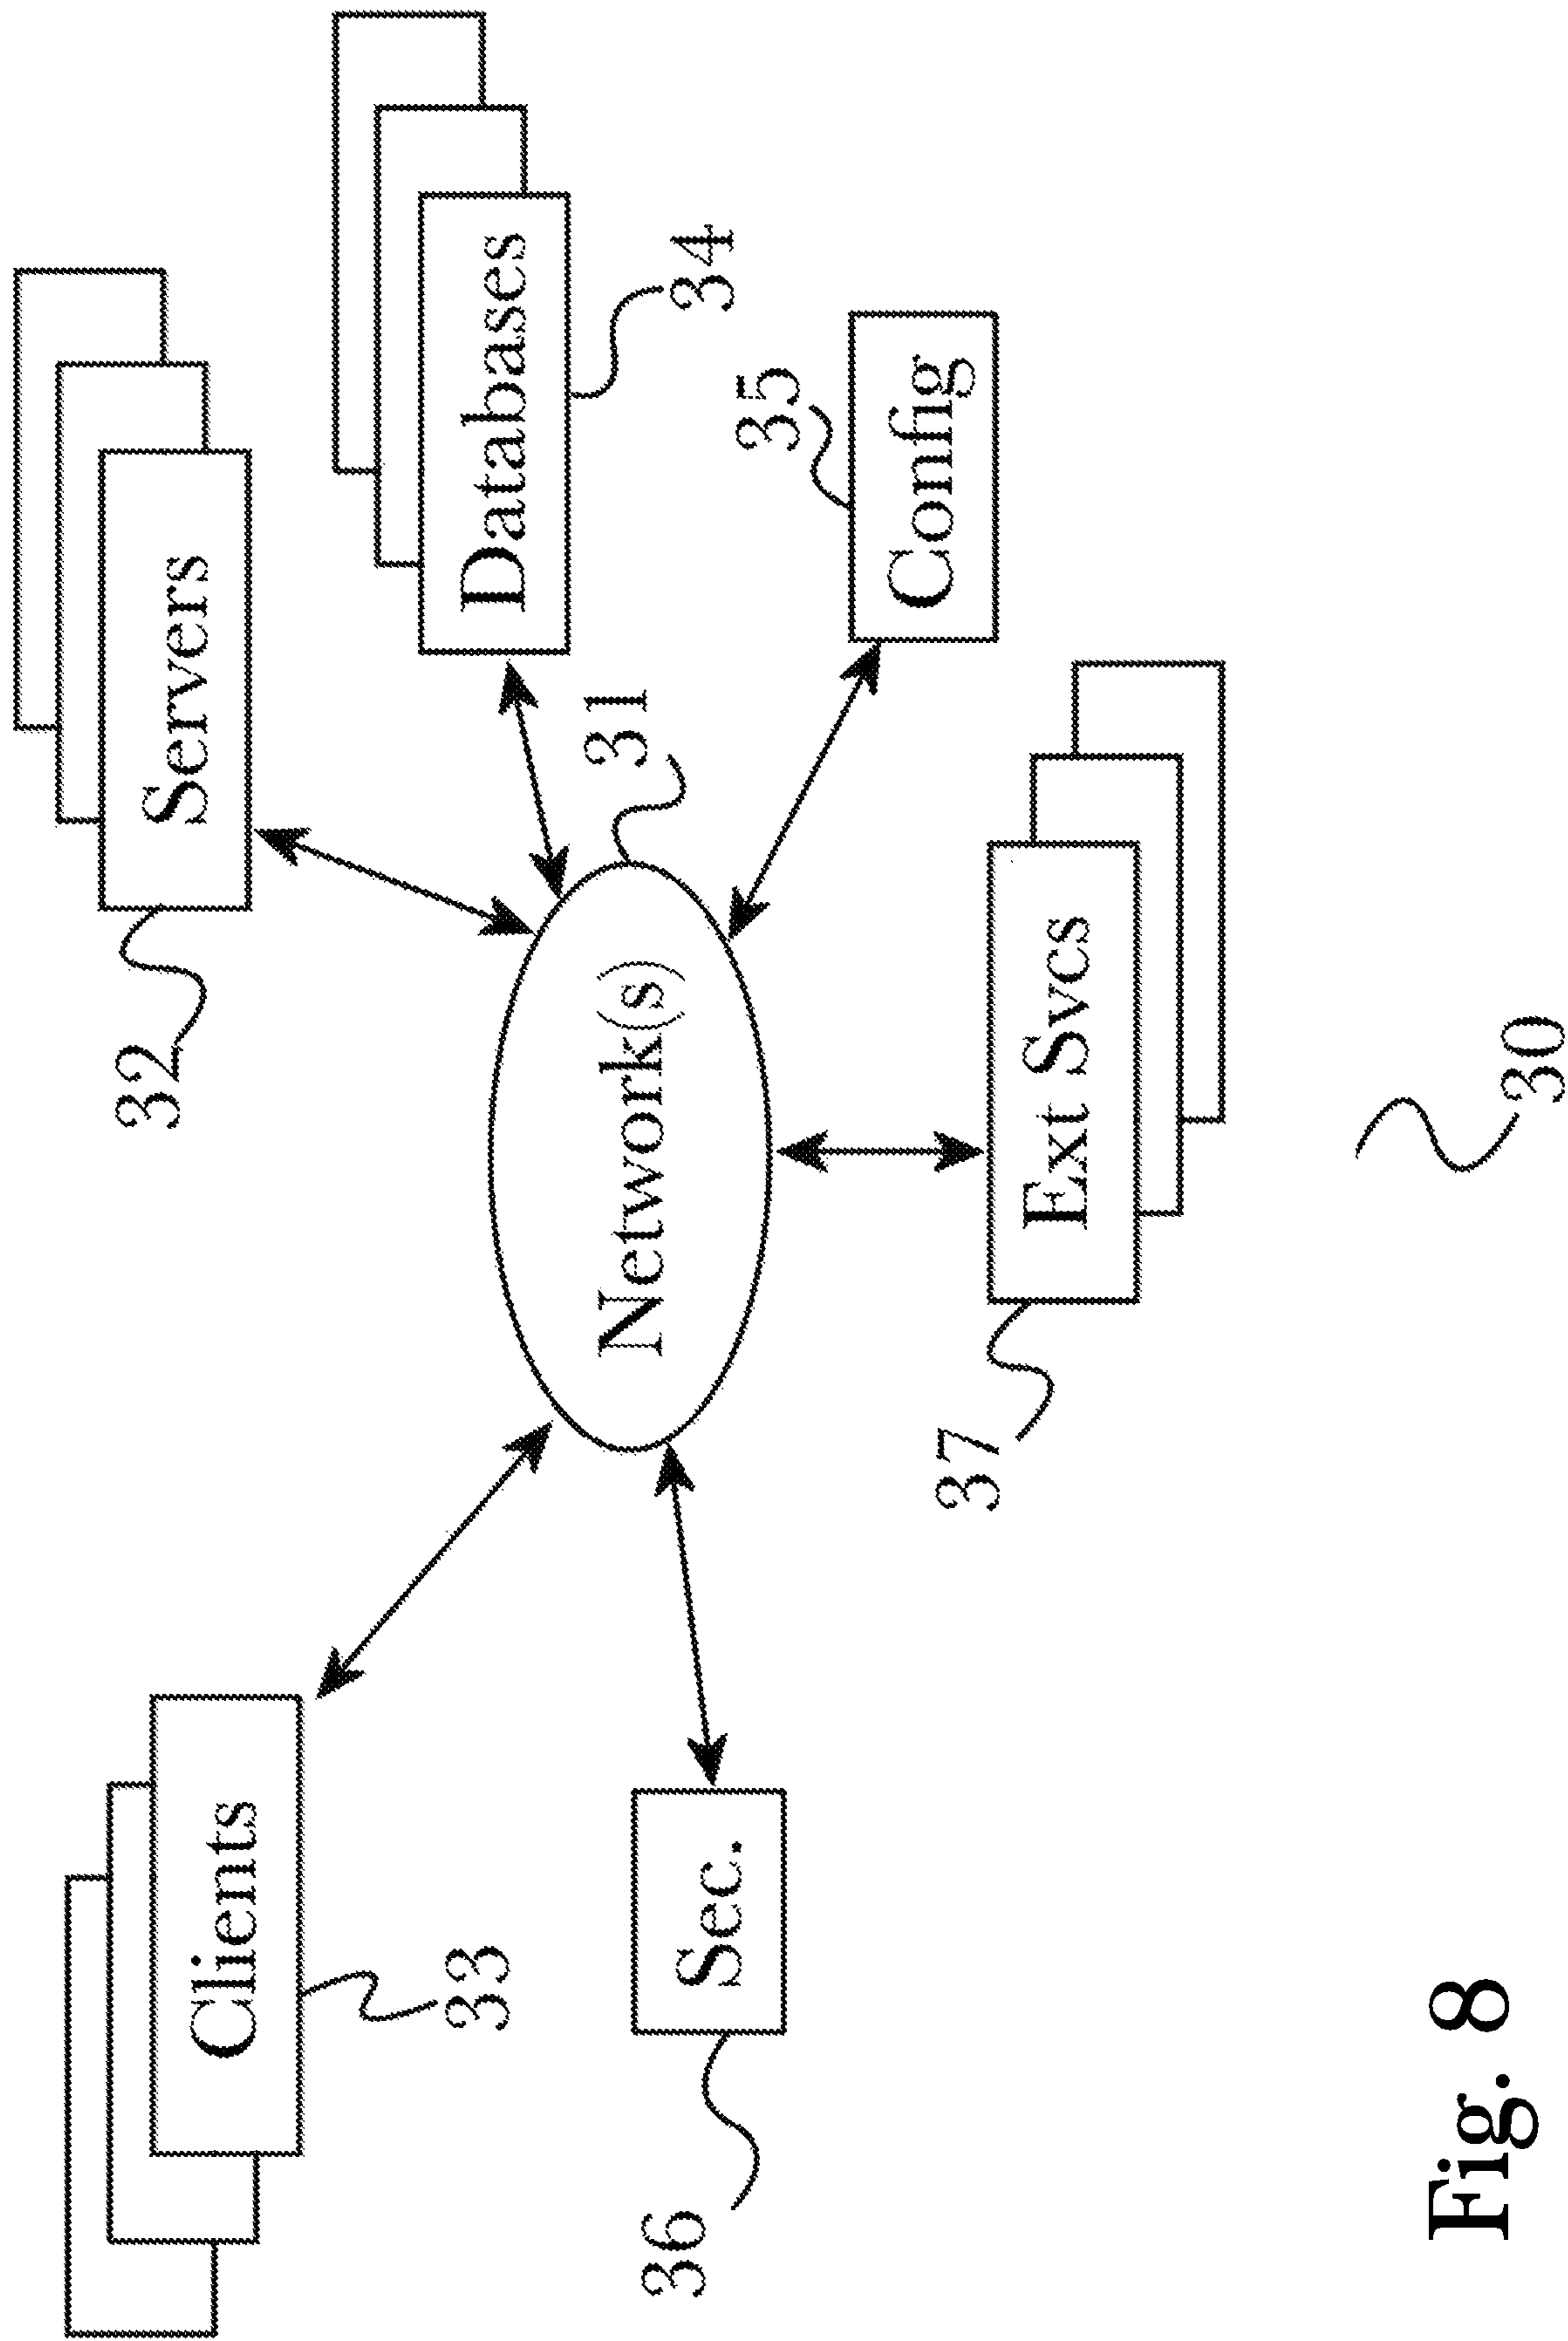 Servers
32
Clients
33
Databases
34
Network(s)
31
Sec.
36
35
Config
Ext Svcs
37
30
Fig. 8